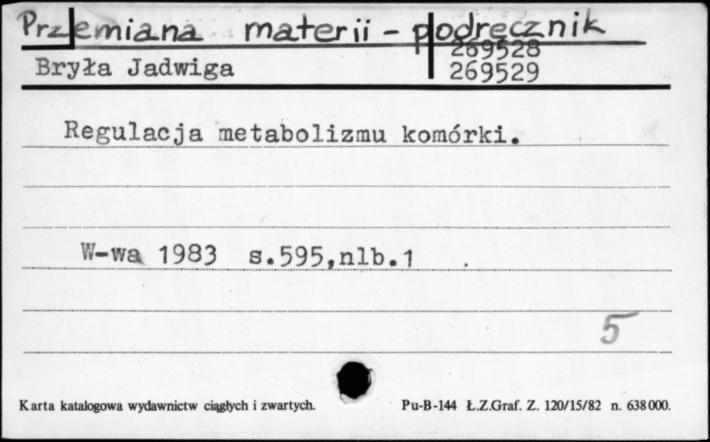 Przemiana materii - podręcznik
269528
Bryła Jadwiga
269529
Regulacja metabolizmu komórki.
W-wa 1983 s.595,nlb.1
5
Karta katalogowa wydawnictw ciągłych i zwartych.
Pu-B-144 Ł.Z.Graf. Z. 120/15/82 n. 638000.